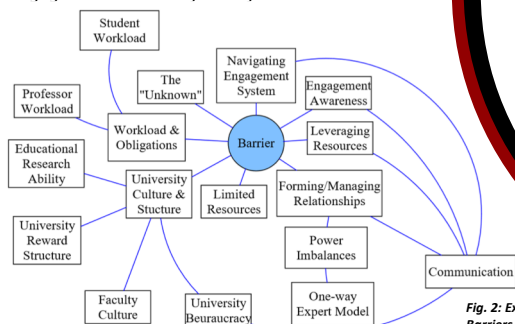 Student
Workload
Navigating
Engagement
System
The
"Unknown"
Engagement
Awareness
Professor
Workload
Workload &
Obligations
Barrier
Leveraging
Resources
Educational
Research
Ability
University
Culture &
Stucture
Limited
Resources
Forming/Managing
Relationships
University
Reward
Structure
Power
Imbalances
Communication
Faculty
Culture
University
Beuraucracy
One-way
Expert Model
Fig. 2:
Barriers